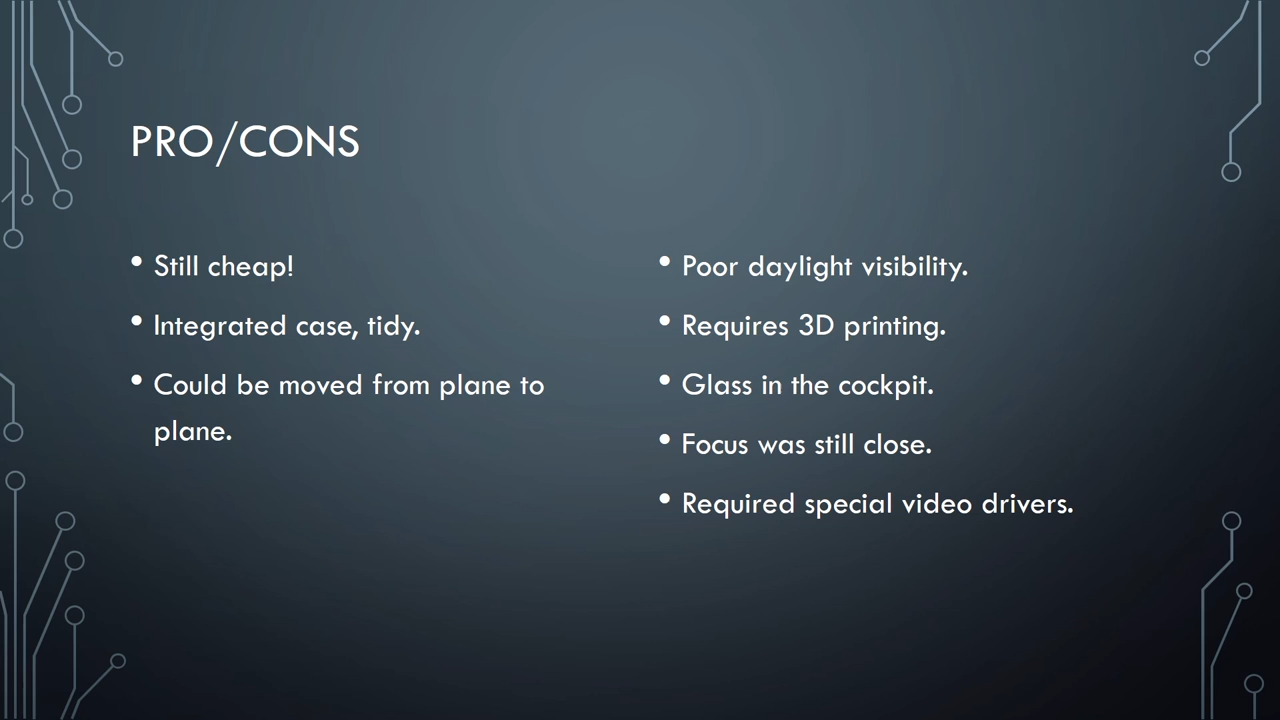 PRO/CONS
• Still cheap!
• Integrated case, tidy.
• Could be moved from plane to
plane.
• Poor daylight visibility.
• Requires 3D printing.
• Glass in the cockpit.
• Focus was still close.
• Required special video drivers.